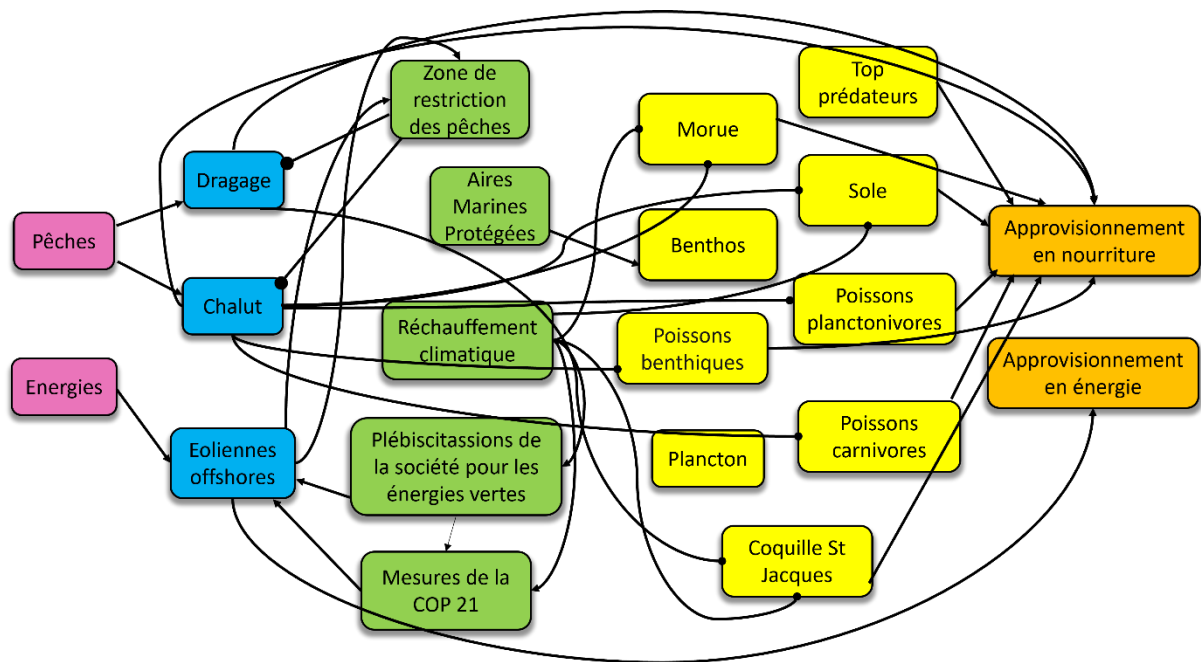 Pêches
Energies
Dragage
Chalut
Eoliennes
offshores
Zone de
restriction
des pêches
Aires
Marines
Protégées
Réchauffement
climatique
Plébiscitassions de
la société pour les
énergies vertes
Mesures de la
COP 21
Top
prédateurs
Morue
Sole
Benthos
Poissons
planctonivores
Poissons
benthiques
Poissons
carnivores
Plancton
Coquille St
Jacques
Approvisionnement
en nourriture
Approvisionnement
en énergie